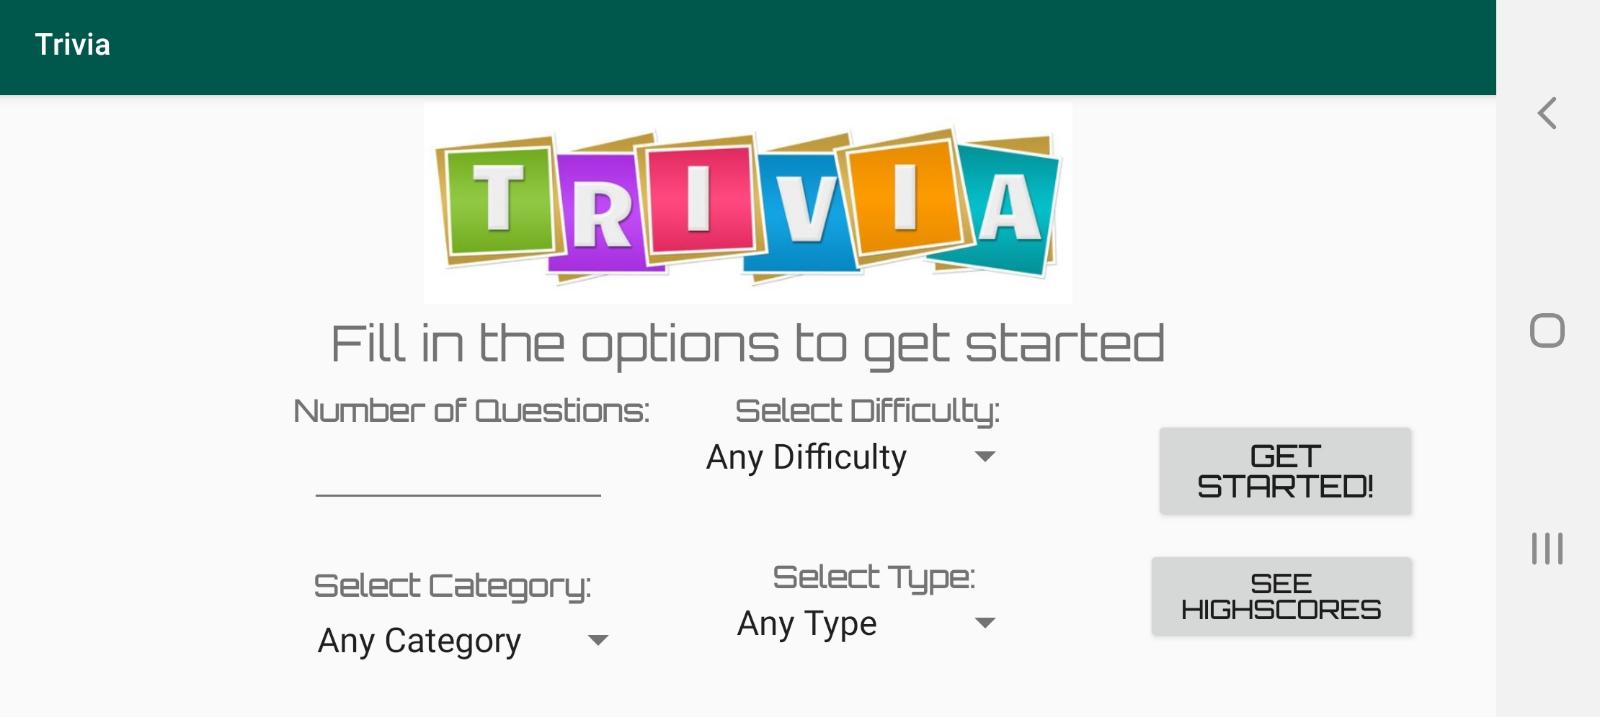 Trivia
TRIVIA
Fill in the options to get started
Number of Questions:
Select Difficulty:
Any Difficulty
GET
STARTED!
Select Category:
Any Category
Select Type:
Any Type
SEE
HIGHSCORES